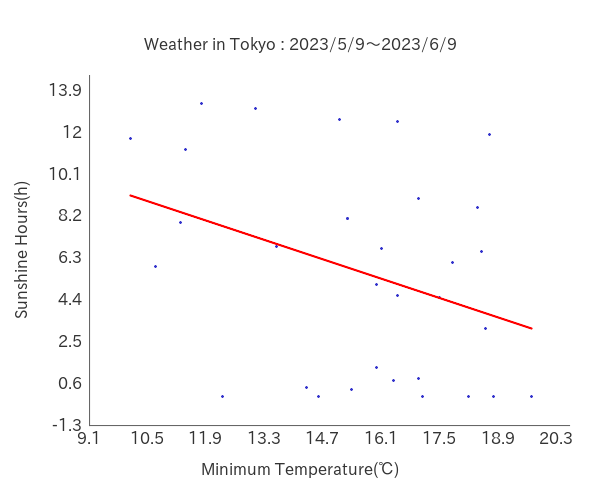 Weather in Tokyo : 2023/5/9～2023/6/9
13.9
12
10.1
8.2
6.3
4.4
2.5
0.6
-1.3
Sunshine Hours(h)
9.1 10.5 11.9 13.3 14.7 16.1 17.5 18.9 20.3
Minimum Temperature(℃)